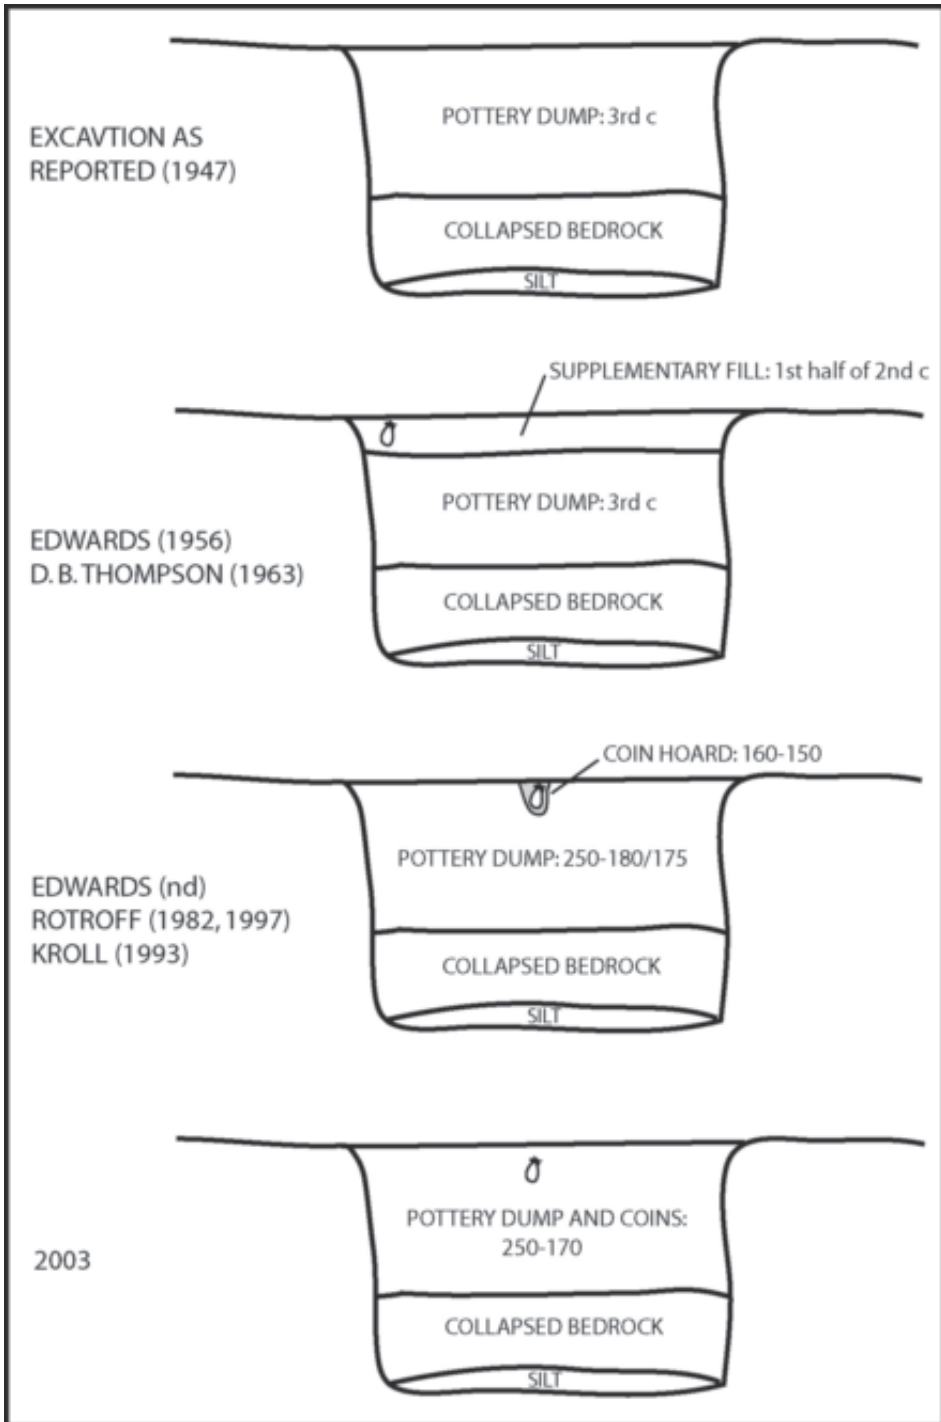 EXCAVTION AS
REPORTED (1947)
POTTERY DUMP: 3rd c
COLLAPSED BEDROCK
SILT
SUPPLEMENTARY FILL: 1st half of 2nd c
EDWARDS (1956)
D. B. THOMPSON (1963)
POTTERY DUMP: 3rd c
COLLAPSED BEDROCK
SILT
COIN HOARD: 160-150
EDWARDS (nd)
ROTROFF (1982, 1997)
KROLL (1993)
POTTERY DUMP: 250-180/175
COLLAPSED BEDROCK
SILT
2003
POTTERY DUMP AND COINS:
250-170
COLLAPSED BEDROCK
SILT